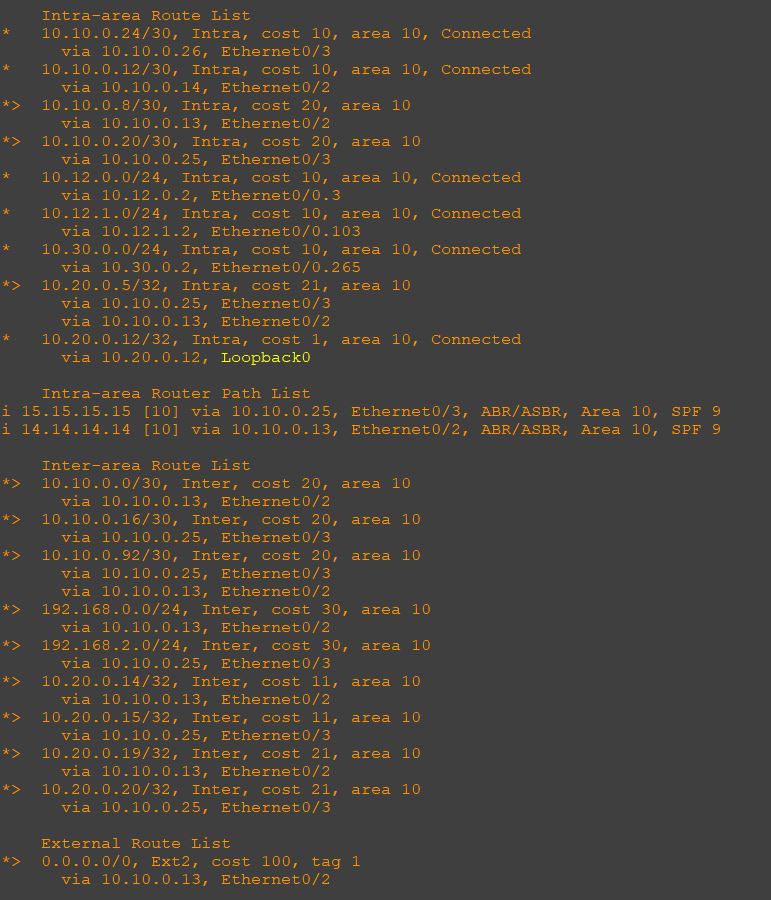 Intra-area Route List
*   10.10.0.24/30, Intra, cost 10, area 10, Connected
      via 10.10.0.26, Ethernet0/3
*   10.10.0.12/30, Intra, cost 10, area 10, Connected
      via 10.10.0.14, Ethernet0/2
*>  10.10.0.8/30, Intra, cost 20, area 10
      via 10.10.0.13, Ethernet0/2
*>  10.10.0.20/30, Intra, cost 20, area 10
      via 10.10.0.25, Ethernet0/3
*   10.12.0.0/24, Intra, cost 10, area 10, Connected
      via 10.12.0.2, Ethernet0/0.3
*   10.12.1.0/24, Intra, cost 10, area 10, Connected
      via 10.12.1.2, Ethernet0/0.103
*   10.30.0.0/24, Intra, cost 10, area 10, Connected
      via 10.30.0.2, Ethernet0/0.265
*>  10.20.0.5/32, Intra, cost 21, area 10
      via 10.10.0.25, Ethernet0/3
      via 10.10.0.13, Ethernet0/2
*   10.20.0.12/32, Intra, cost 1, area 10, Connected
      via 10.20.0.12, Loopback0
    Intra-area Router Path List
i 15.15.15.15 [10] via 10.10.0.25, Ethernet0/3, ABR/ASBR, Area 10, SPF 9
i 14.14.14.14 [10] via 10.10.0.13, Ethernet0/2, ABR/ASBR, Area 10, SPF 9
    Inter-area Route List
*>  10.10.0.0/30, Inter, cost 20, area 10
      via 10.10.0.13, Ethernet0/2
*>  10.10.0.16/30, Inter, cost 20, area 10
      via 10.10.0.25, Ethernet0/3
*>  10.10.0.92/30, Inter, cost 20, area 10
      via 10.10.0.25, Ethernet0/3
      via 10.10.0.13, Ethernet0/2
*>  192.168.0.0/24, Inter, cost 30, area 10
      via 10.10.0.13, Ethernet0/2
*>  192.168.2.0/24, Inter, cost 30, area 10
      via 10.10.0.25, Ethernet0/3
*>  10.20.0.14/32, Inter, cost 11, area 10
      via 10.10.0.13, Ethernet0/2
*>  10.20.0.15/32, Inter, cost 11, area 10
      via 10.10.0.25, Ethernet0/3
*>  10.20.0.19/32, Inter, cost 21, area 10
      via 10.10.0.13, Ethernet0/2
*>  10.20.0.20/32, Inter, cost 21, area 10
      via 10.10.0.25, Ethernet0/3
    External Route List
*>  0.0.0.0/0, Ext2, cost 100, tag 1
      via 10.10.0.13, Ethernet0/2